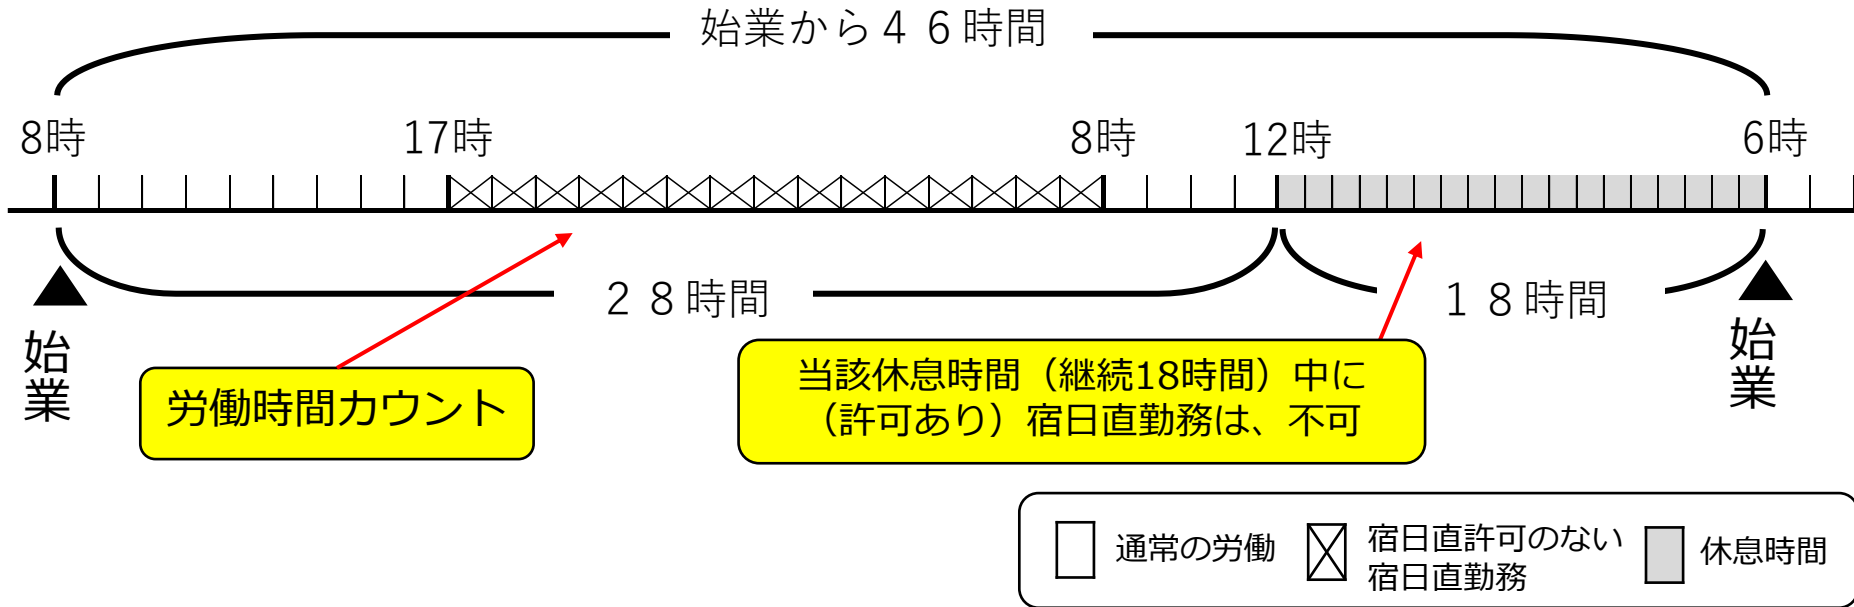 始業から４６時間
8時
17時
8時
12時
6時
２８時間
１８時間
始業
始業
労働時間カウント
当該休息時間（継続18時間）中に
（許可あり）宿日直勤務は、不可
通常の労働
宿日直許可のない
宿日直勤務
休息時間